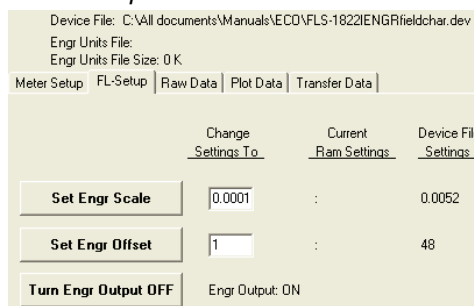 Device File: C:\All documents\Manuals\ECO\FLS-1822\ENGRfieldchar.dev
Engr Units File:
Engr Units File Size: 0 K
Meter Setup FL-Setup Raw Data Plot Data Transfer Data
Change Current Device Fil
Settings To Ram Settings Settings
Set Engr Scale 0.0001 : 0.0052
Set Engr Offset 1 : 48
Turn Engr Output OFF Engr Output: ON